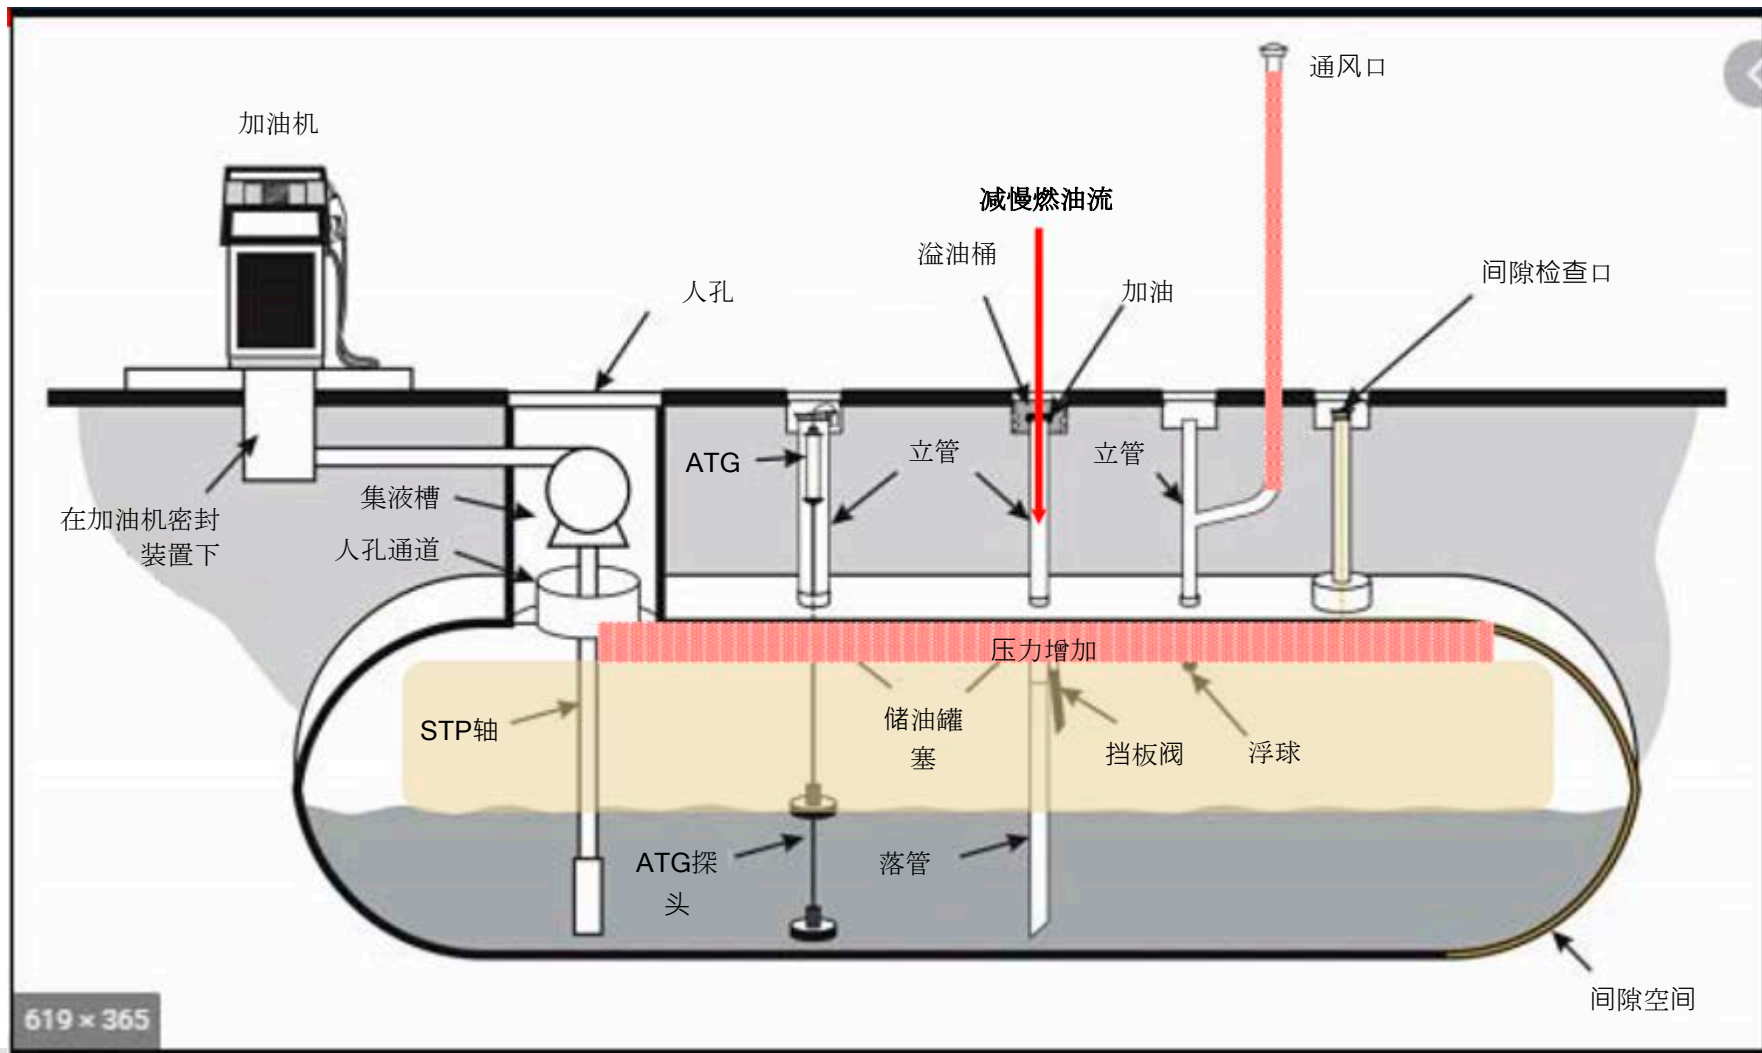 通风口
加油机
减慢燃油流
溢油桶
加油
间隙检查口
人孔
ATG
立管
立管
集液槽
在加油机密封
装置下
人孔通道
压力增加
STP轴
储油罐
塞
挡板阀
浮球
ATG探
头
落管
间隙空间
619 × 365